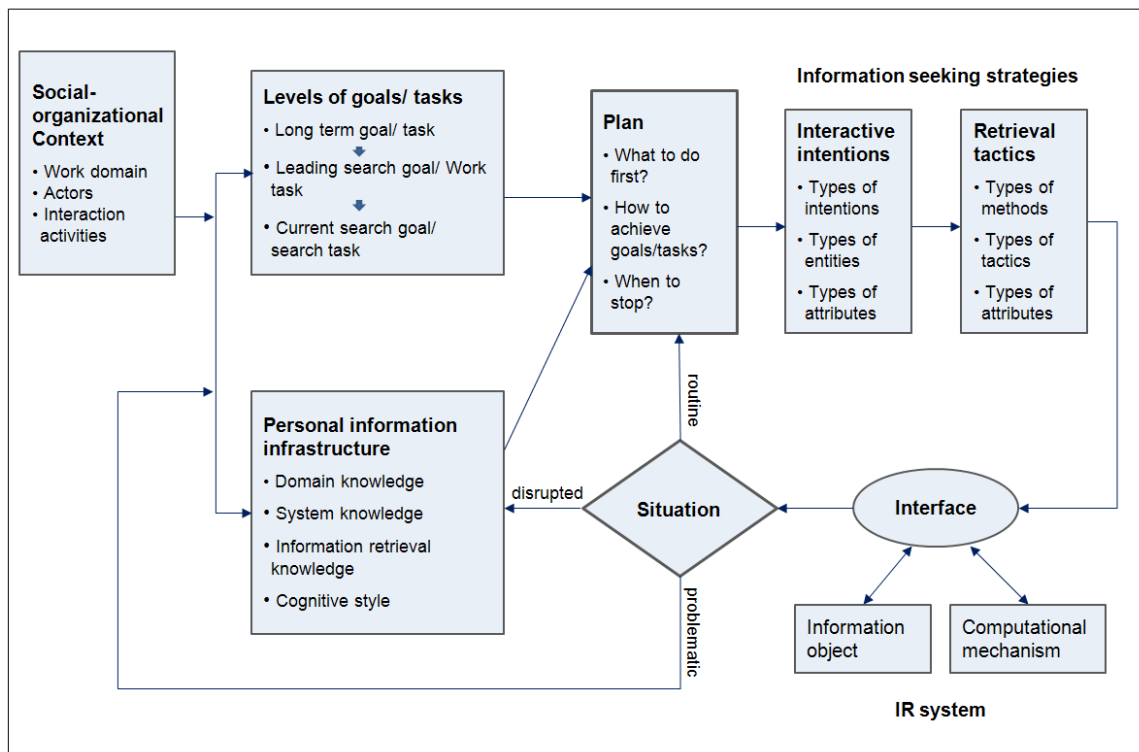 Social-
organizational
Context
• Work domain
• Actors
• Interaction
activities
Levels of goals/ tasks
• Long term goal/ task
• Leading search goal/ Work
task
• Current search goal/
search task
Plan
• What to do
first?
• How to
achieve
goals/tasks?
• When to
stop?
Information seeking strategies
Interactive
intentions
• Types of
intentions
• Types of
entities
• Types of
attributes
Retrieval
tactics
• Types of
methods
• Types of
tactics
• Types of
attributes
Personal information
infrastructure
• Domain knowledge
• System knowledge
• Information retrieval
knowledge
• Cognitive style
routine
disrupted
Situation
problematic
Interface
Information
object
Computational
mechanism
IR system